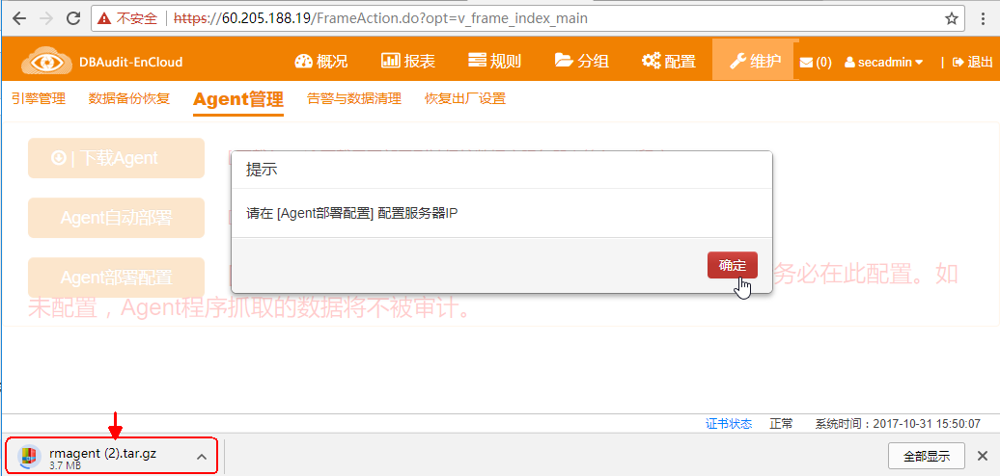 不安全 https://60.205.188.19/FrameAction.do?opt=v_frame_index_main
DBAudit-EnCloud 概况 报表 规则 分组 配置 维护 (0) secadmin | 退出
引擎管理 数据备份恢复 Agent管理 告警与数据清理 恢复出厂设置
| 下载Agent
提示
请在 [Agent部署配置] 配置服务器IP
Agent自动部署
确定
Agent部署配置
务必在此配置。如
未配置，Agent程序抓取的数据将不被审计。
证书状态 正常 系统时间：2017-10-31 15:50:07
rmagent (2).tar.gz
3.7 MB
全部显示